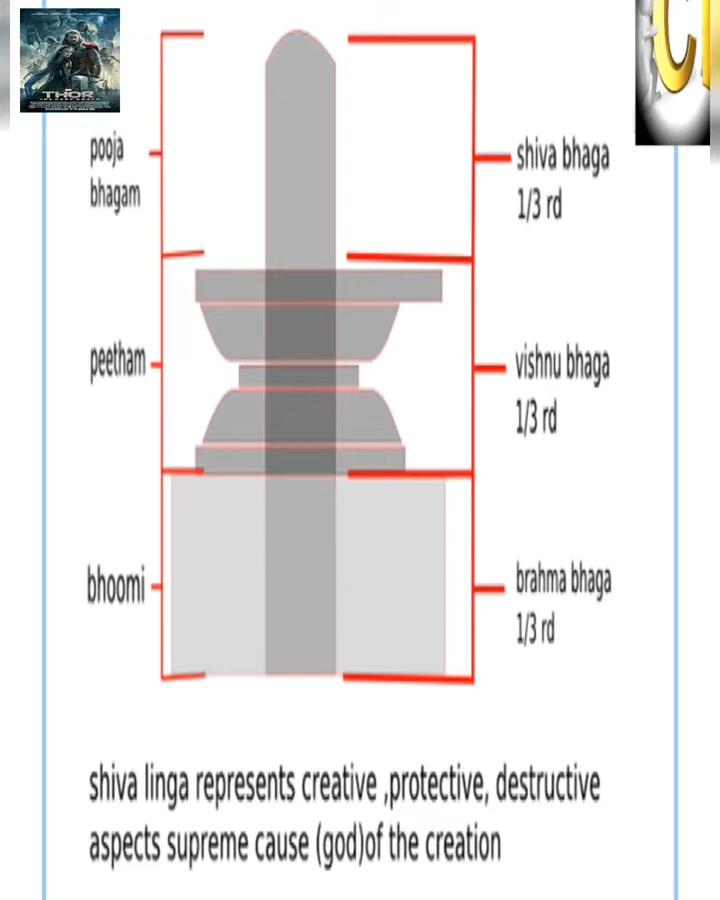 THOR
pooja
bhagam
shiva bhaga
1/3 rd
peetham
vishnu bhaga
1/3 rd
bhoomi
brahma bhaga
1/3 rd
shiva linga represents creative ,protective, destructive
aspects supreme cause (god)of the creation